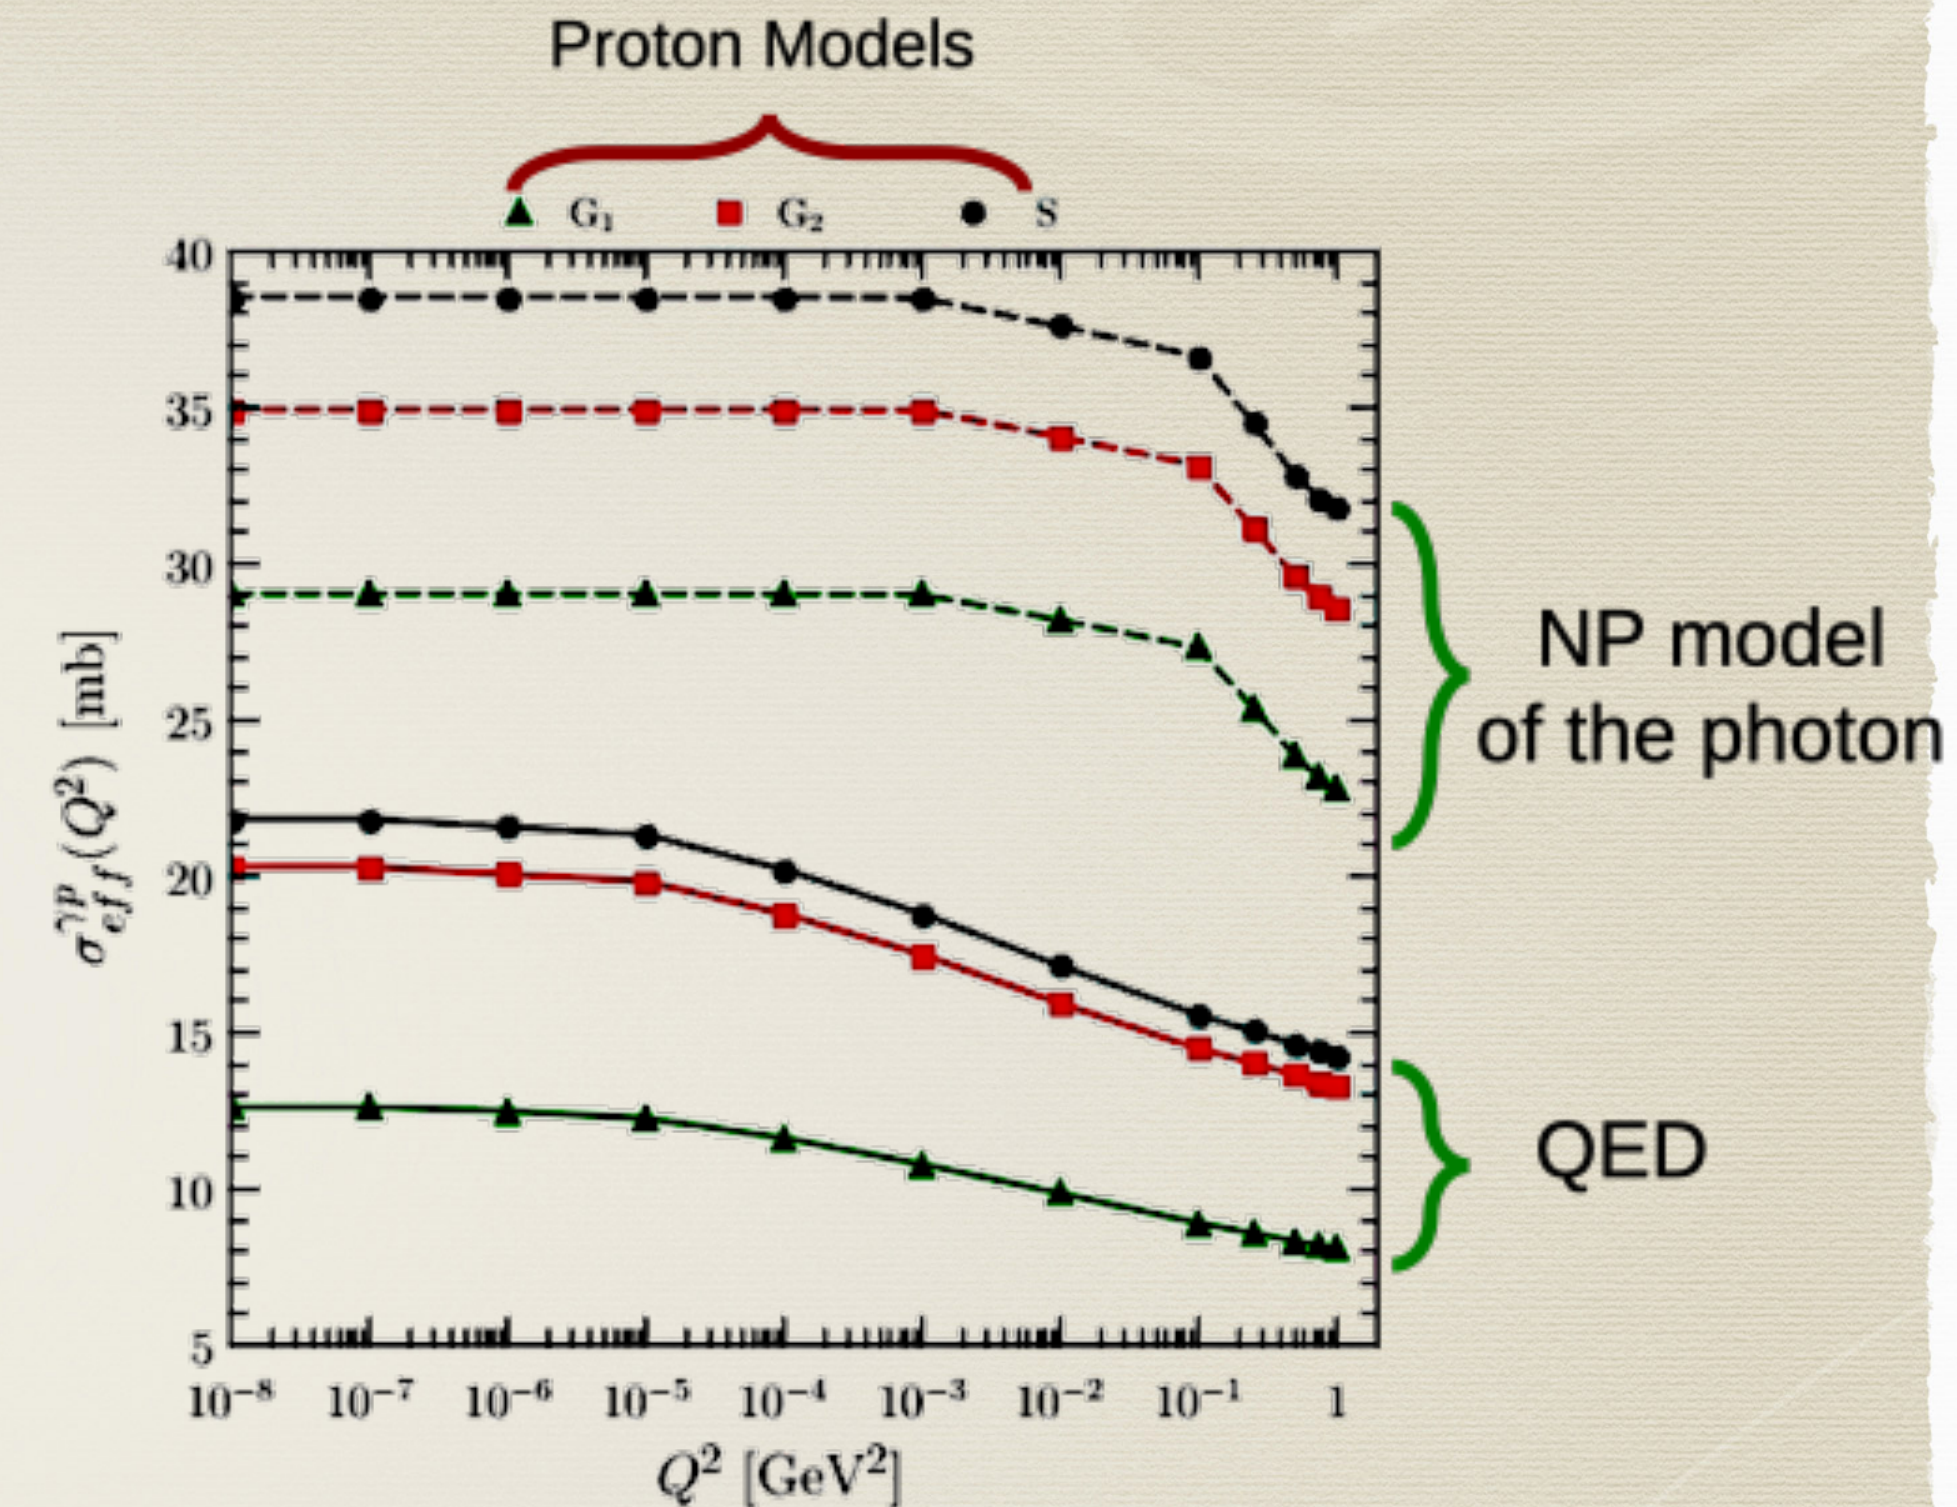 Proton Models
G₁ G₂ S
40
35
30
25
20
15
10
5
σ_{eff}^{γp}(Q²) [mb]
10⁻⁸ 10⁻⁷ 10⁻⁶ 10⁻⁵ 10⁻⁴ 10⁻³ 10⁻² 10⁻¹ 1
Q² [GeV²]
NP model
of the photon
QED